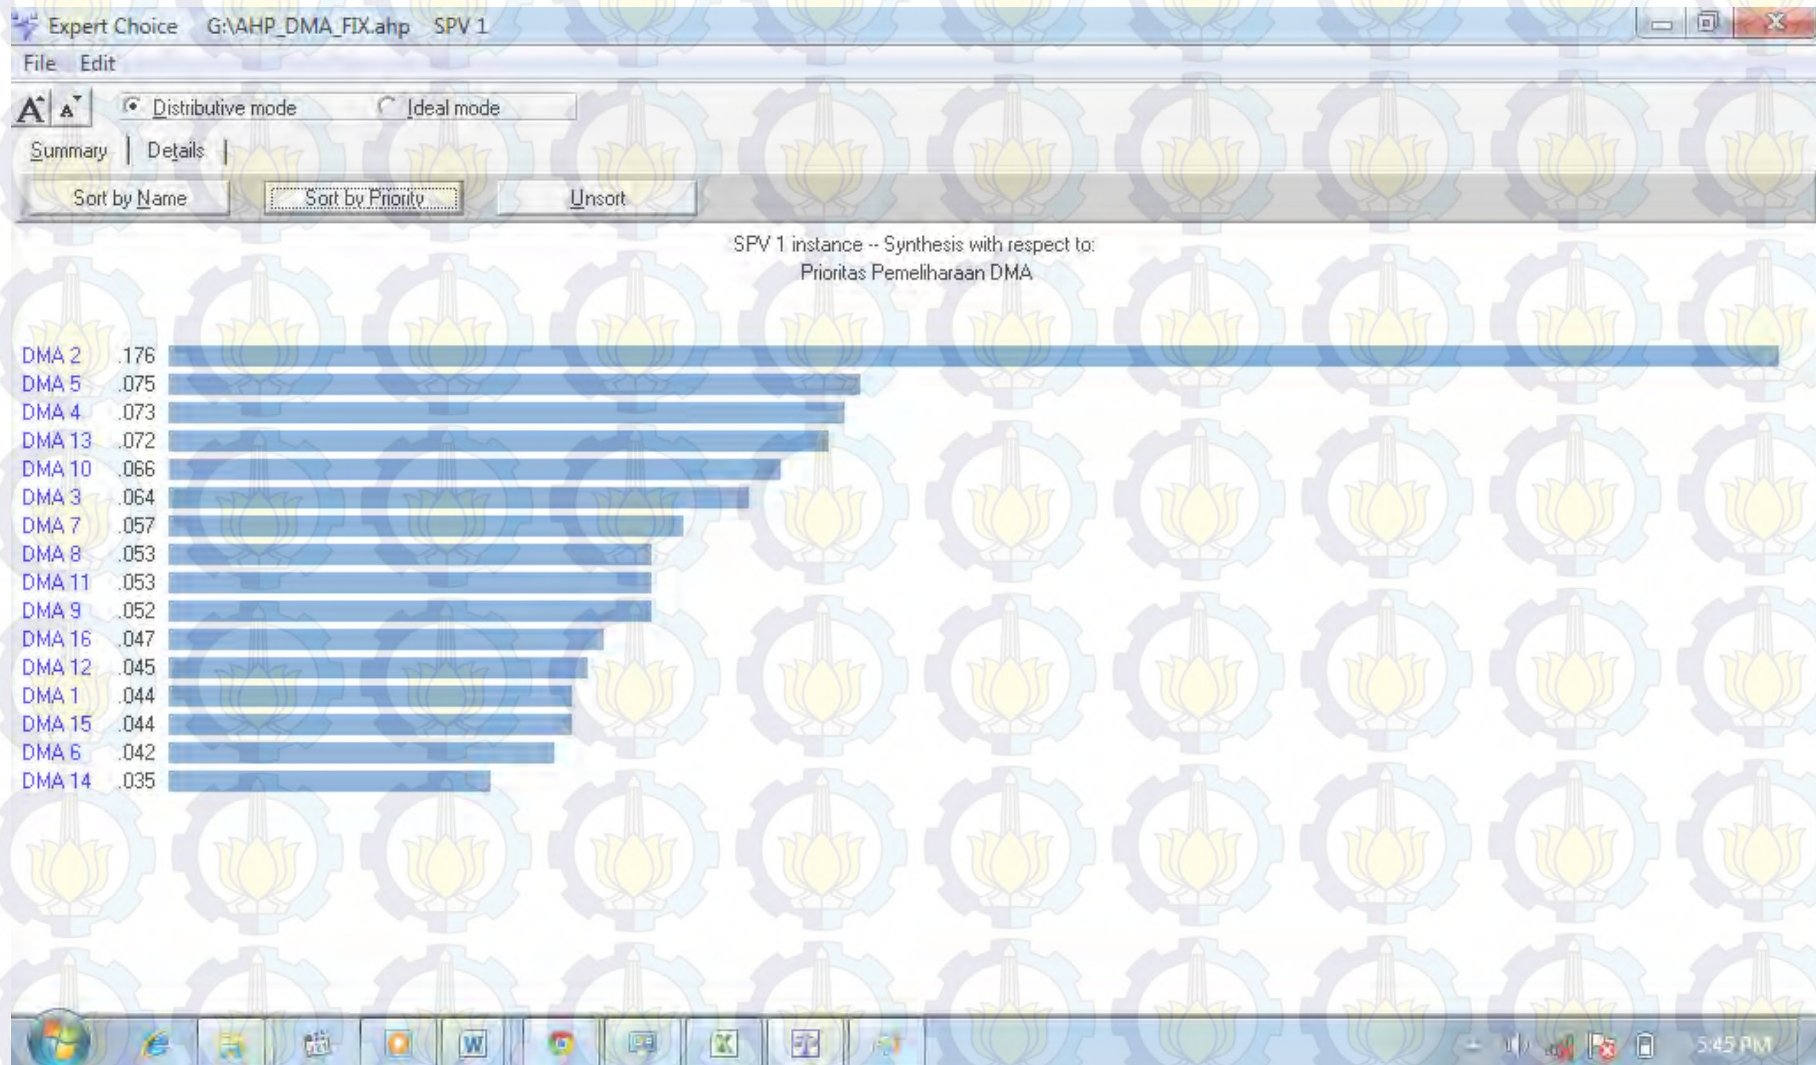 Expert Choice G:\AHP_DMA_FIX.ahp SPV 1
File Edit
A A Distributive mode Ideal mode
Summary Details
Sort by Name Sort by Priority Unsort
SPV 1 instance -- Synthesis with respect to:
Prioritas Pemeliharaan DMA
DMA 2 .176
DMA 5 .075
DMA 4 .073
DMA 13 .072
DMA 10 .066
DMA 3 .064
DMA 7 .057
DMA 8 .053
DMA 11 .053
DMA 9 .052
DMA 16 .047
DMA 12 .045
DMA 1 .044
DMA 15 .044
DMA 6 .042
DMA 14 .035
5:45 PM